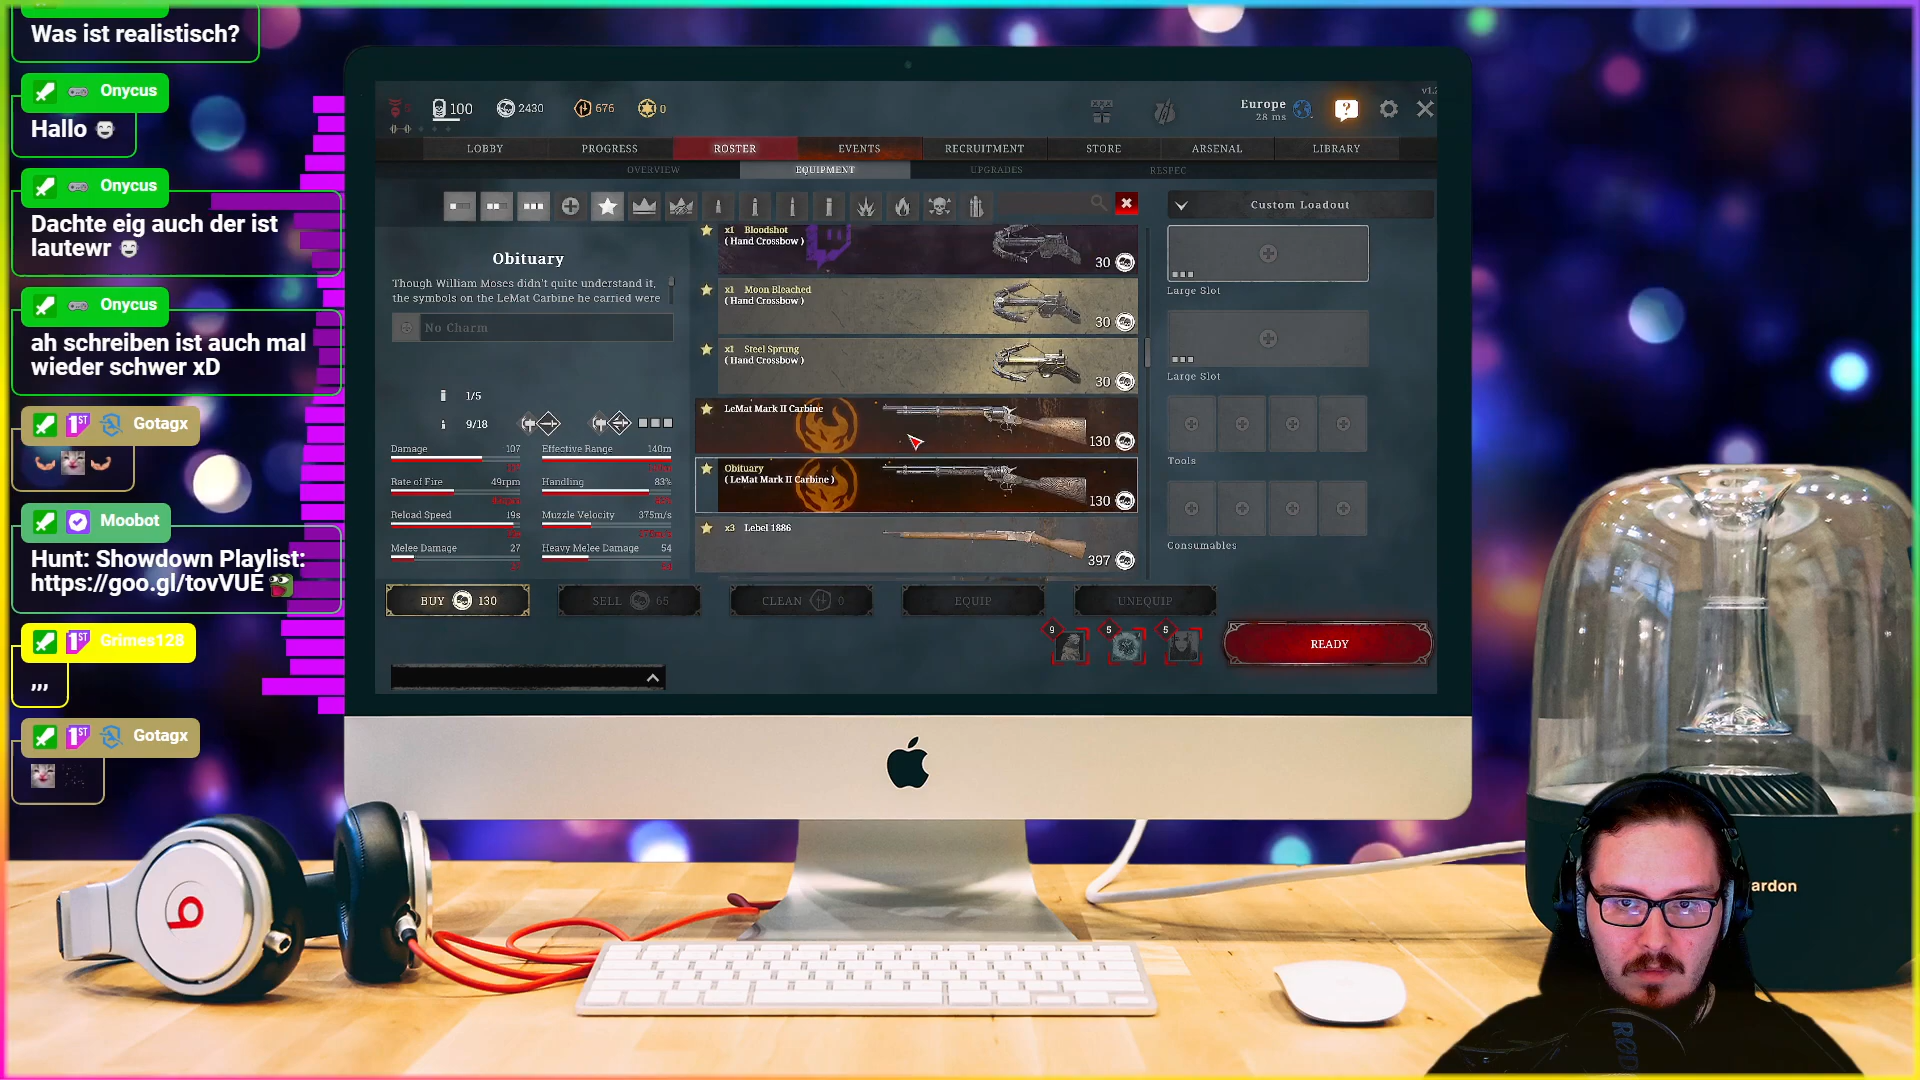 Was ist realistisch?
Onycus
Hallo
Onycus
Dachte eig auch der ist
lautewr
Onycus
ah schreiben ist auch mal
wieder schwer xD
1ST Gotagx
Moobot
Hunt: Showdown Playlist:
https://goo.gl/tovVUE
1ST Grimes128
,,,
1ST Gotagx
100
2430
676
0
Europe
28 ms
LOBBY
PROGRESS
ROSTER
EVENTS
RECRUITMENT
STORE
ARSENAL
LIBRARY
OVERVIEW
EQUIPMENT
UPGRADES
RESPEC
Obituary
Though William Moses didn't quite understand it,
the symbols on the LeMat Carbine he carried were
No Charm
1/5
9/18
Damage 107
Effective Range 140m
Rate of Fire 49rpm
Handling 83%
Reload Speed 19s
Muzzle Velocity 375m/s
Melee Damage 27
Heavy Melee Damage 54
x1 Bloodshot
( Hand Crossbow )
30
x1 Moon Bleached
( Hand Crossbow )
30
x1 Steel Sprung
( Hand Crossbow )
30
LeMat Mark II Carbine
130
Obituary
( LeMat Mark II Carbine )
130
x3 Lebel 1886
397
Custom Loadout
Large Slot
Large Slot
Tools
Consumables
BUY 130
SELL 65
CLEAN 0
EQUIP
UNEQUIP
9
5
5
READY
ardon